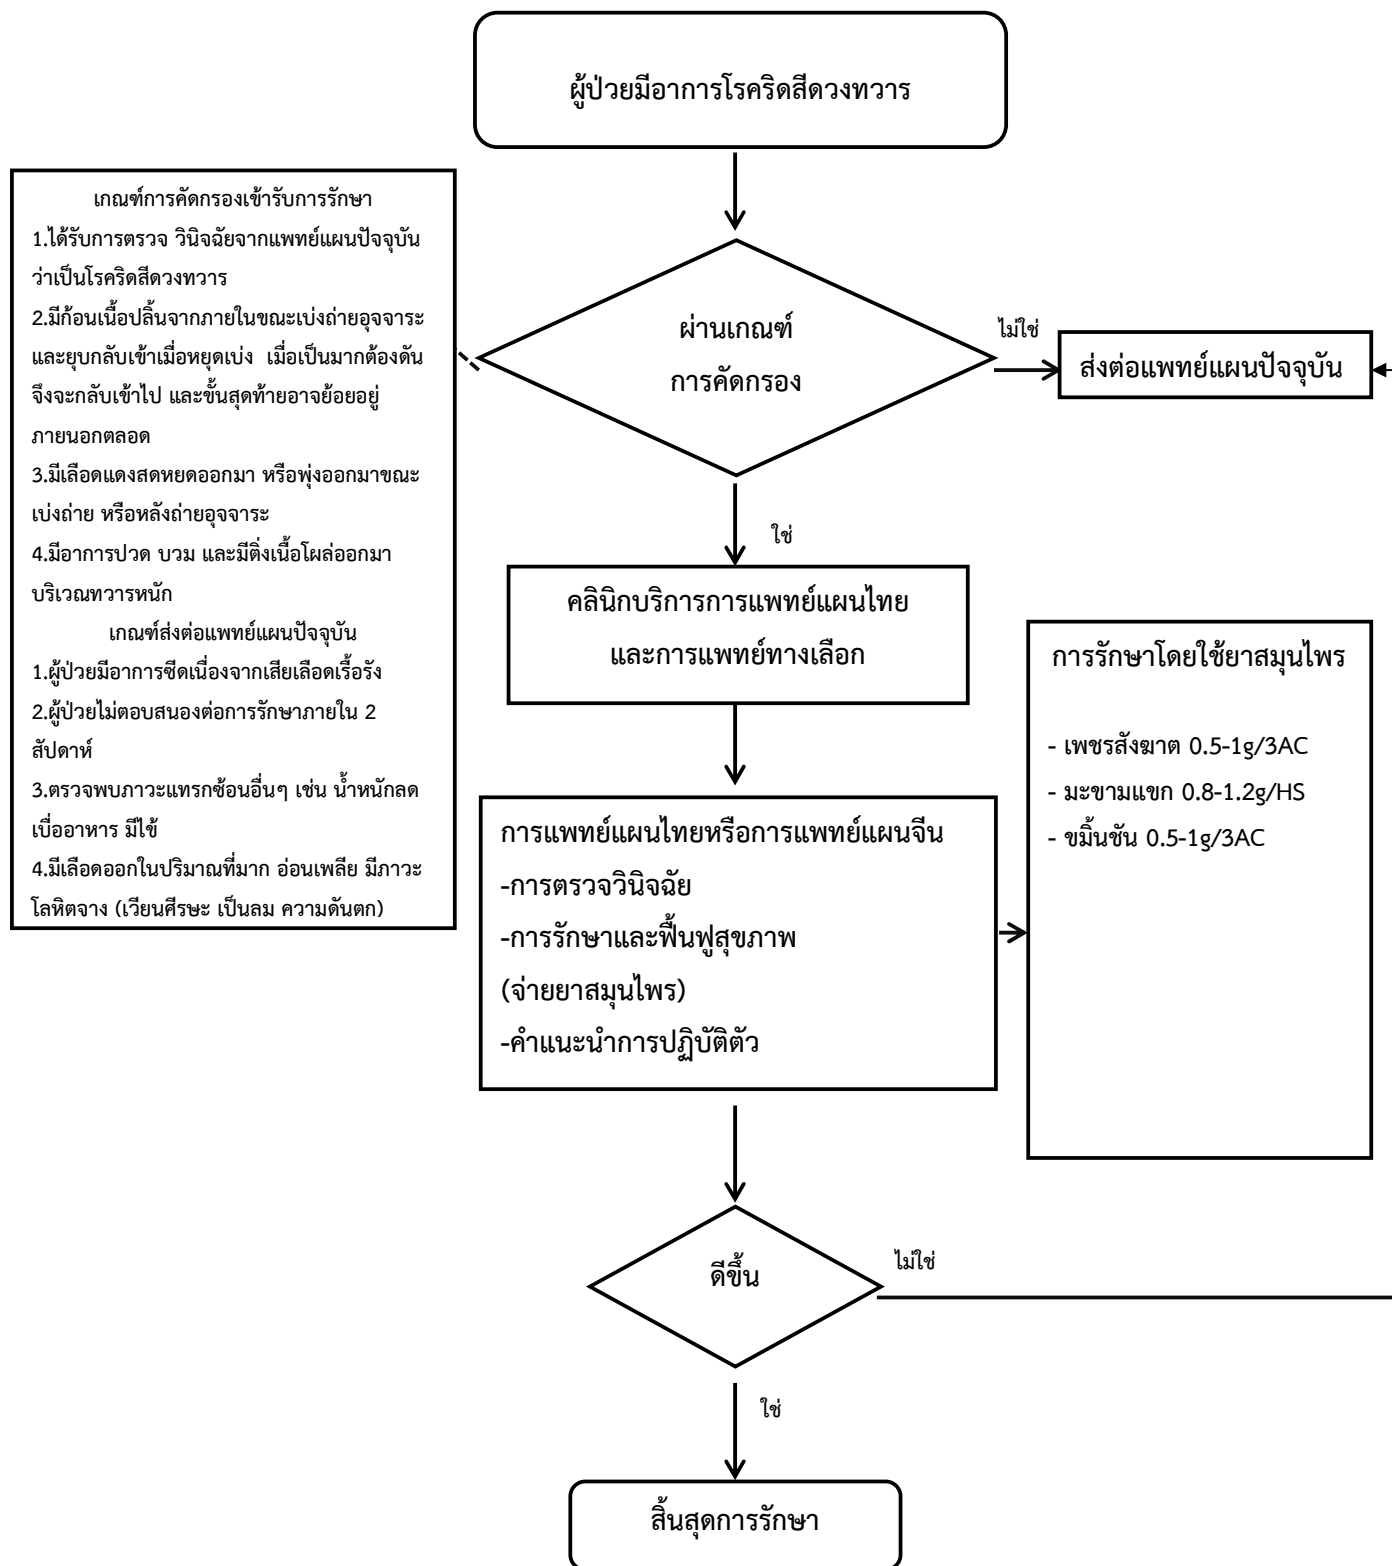 ผู้ป่วยมีอาการโรคริดสีดวงทวาร
เกณฑ์การคัดกรองเข้ารับการรักษา
1.ได้รับการตรวจ วินิจฉัยจากแพทย์แผนปัจจุบัน
ว่าเป็นโรคริดสีดวงทวาร
2.มีก้อนเนื้อปลิ้นจากภายในขณะเบ่งถ่ายอุจจาระ
และยุบกลับเข้าเมื่อหยุดเบ่ง เมื่อเป็นมากต้องดัน
จึงจะกลับเข้าไป และขั้นสุดท้ายอาจย้อยอยู่
ภายนอกตลอด
3.มีเลือดแดงสดหยดออกมา หรือพุ่งออกมาขณะ
เบ่งถ่าย หรือหลังถ่ายอุจจาระ
4.มีอาการปวด บวม และมีติ่งเนื้อโผล่ออกมา
บริเวณทวารหนัก
เกณฑ์ส่งต่อแพทย์แผนปัจจุบัน
1.ผู้ป่วยมีอาการซีดเนื่องจากเสียเลือดเรื้อรัง
2.ผู้ป่วยไม่ตอบสนองต่อการรักษาภายใน 2
สัปดาห์
3.ตรวจพบภาวะแทรกซ้อนอื่นๆ เช่น น้ำหนักลด
เบื่ออาหาร มีไข้
4.มีเลือดออกในปริมาณที่มาก อ่อนเพลีย มีภาวะ
โลหิตจาง (เวียนศีรษะ เป็นลม ความดันตก)
ผ่านเกณฑ์
การคัดกรอง
ไม่ใช่
ส่งต่อแพทย์แผนปัจจุบัน
ใช่
คลินิกบริการการแพทย์แผนไทย
และการแพทย์ทางเลือก
การแพทย์แผนไทยหรือการแพทย์แผนจีน
-การตรวจวินิจฉัย
-การรักษาและฟื้นฟูสุขภาพ
(จ่ายยาสมุนไพร)
-คำแนะนำการปฏิบัติตัว
การรักษาโดยใช้ยาสมุนไพร
- เพชรสังฆาต 0.5-1g/3AC
- มะขามแขก 0.8-1.2g/HS
- ขมิ้นชัน 0.5-1g/3AC
ดีขึ้น
ไม่ใช่
ใช่
สิ้นสุดการรักษา